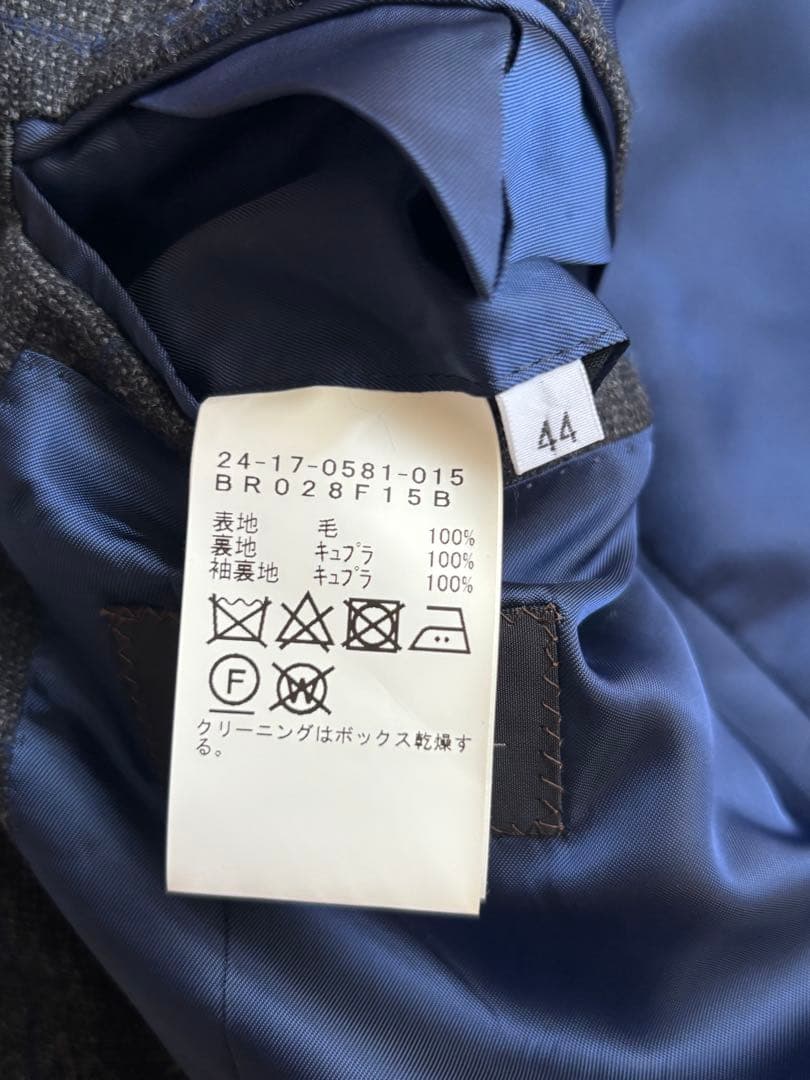 44
24-17-0581-015
BR028F15B
表地 毛 100%
裏地 キュプラ 100%
袖裏地 キュプラ 100%
F W
クリーニングはボックス乾燥す
る。